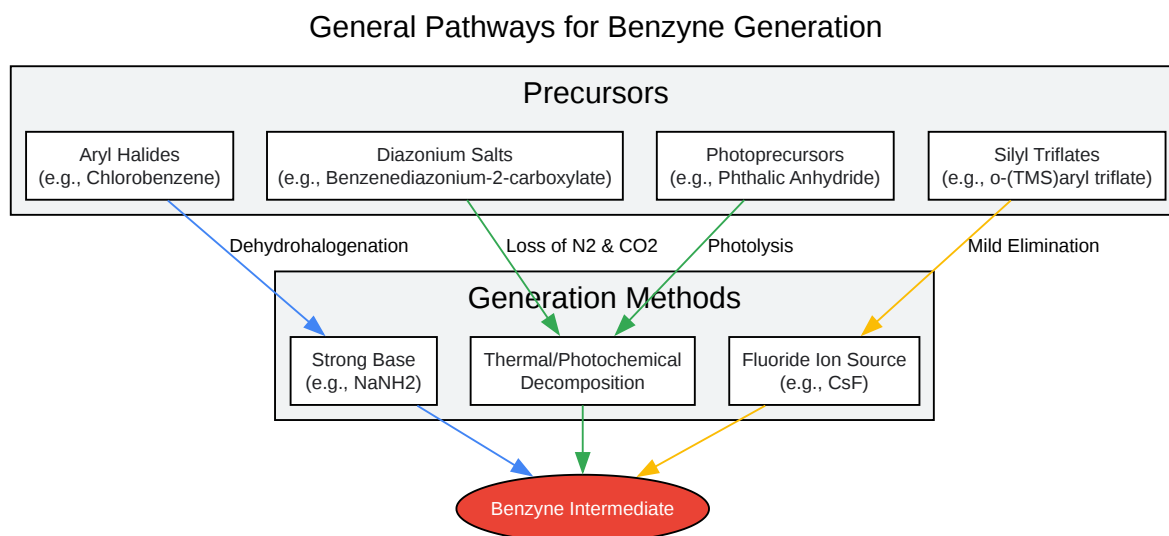 General Pathways for Benzyne Generation
Precursors
Aryl Halides
(e.g., Chlorobenzene)
Diazonium Salts
(e.g., Benzenediazonium-2-carboxylate)
Photoprecursors
(e.g., Phthalic Anhydride)
Silyl Triflates
(e.g., o-(TMS)aryl triflate)
Dehydrohalogenation
Loss of N2 & CO2
Photolysis
Mild Elimination
Generation Methods
Strong Base
(e.g., NaNH2)
Thermal/Photochemical
Decomposition
Fluoride Ion Source
(e.g., CsF)
Benzyne Intermediate